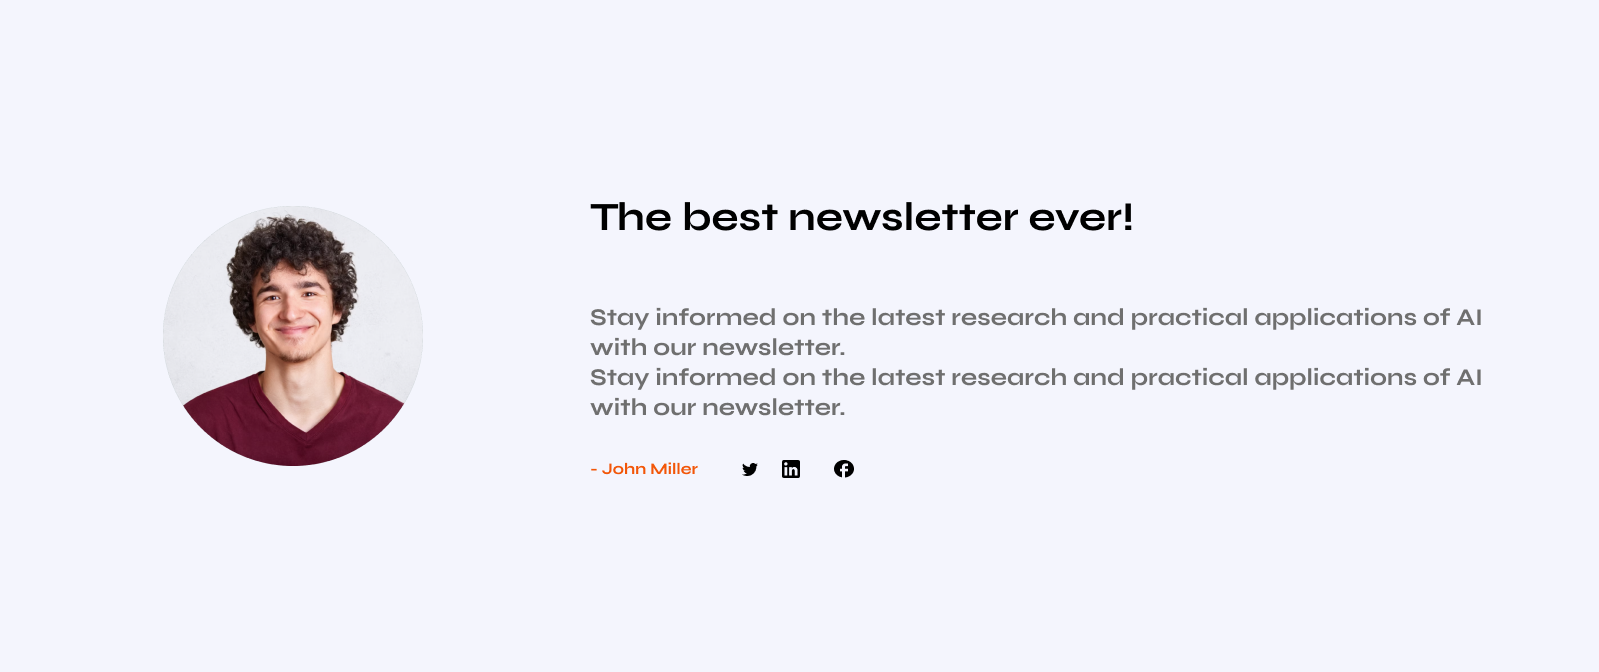 The best newsletter ever!
Stay informed on the latest research and practical applications of AI
with our newsletter.
Stay informed on the latest research and practical applications of AI
with our newsletter.
- John Miller